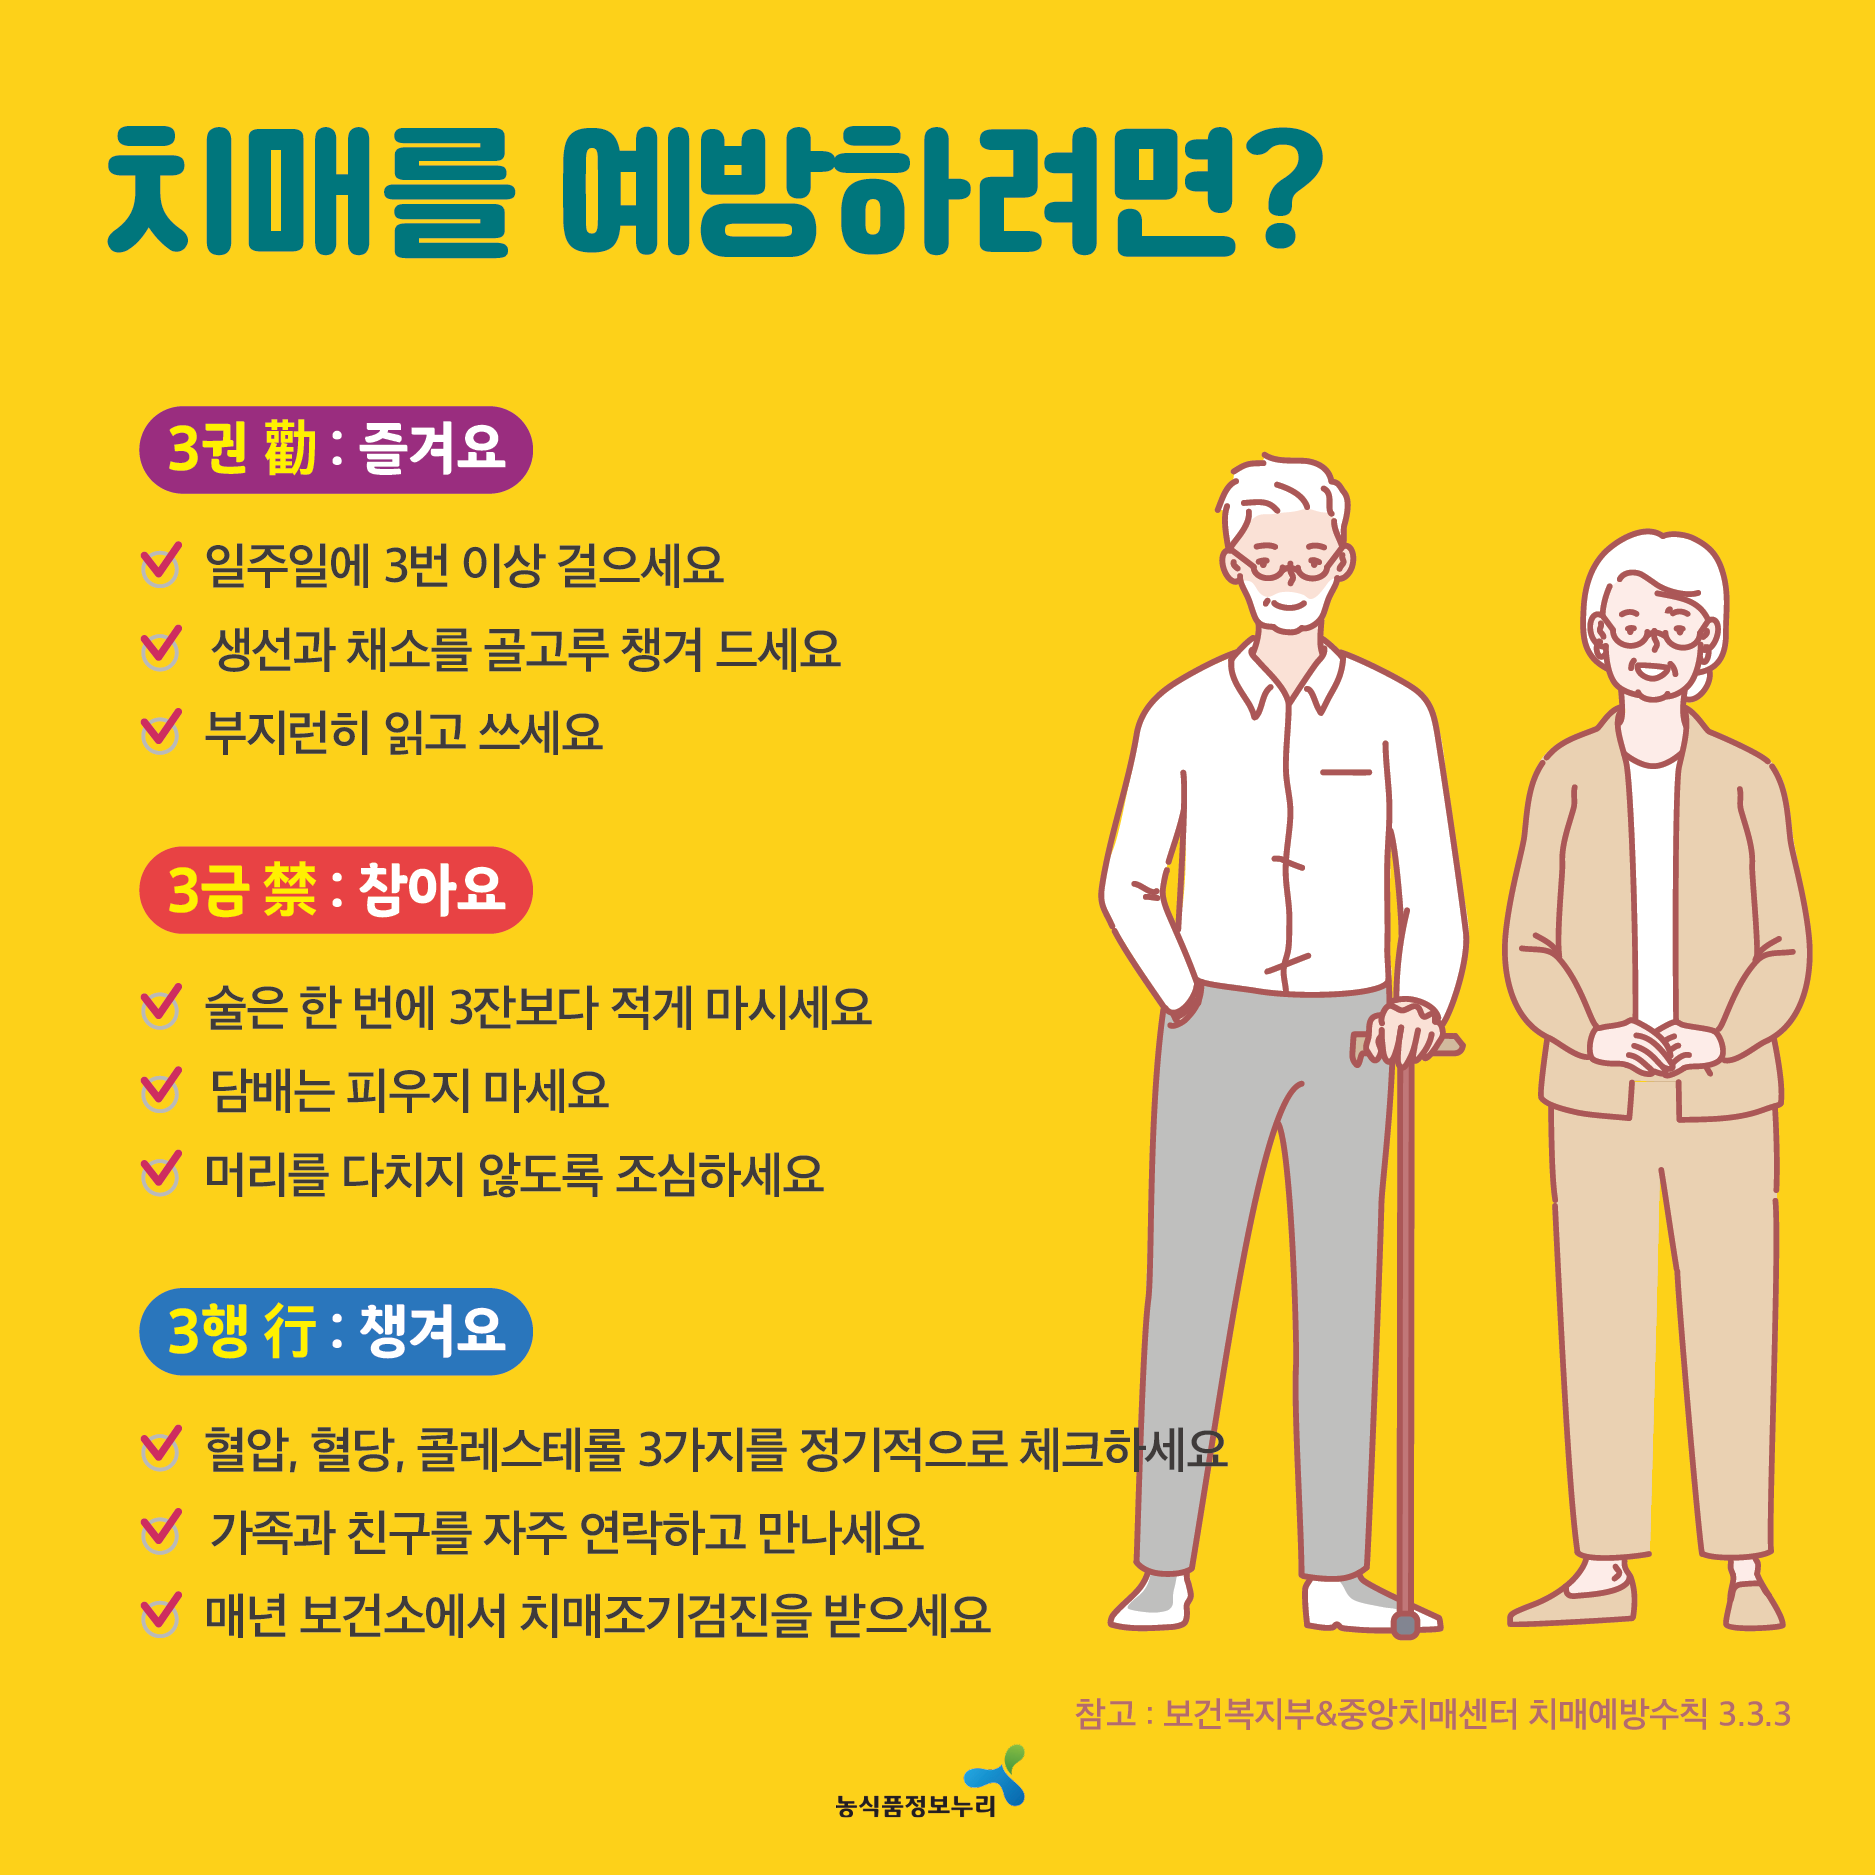 치매를 예방하려면?
3권 勸 : 즐겨요
일주일에 3번 이상 걸으세요
생선과 채소를 골고루 챙겨 드세요
부지런히 읽고 쓰세요
3금 禁 : 참아요
술은 한 번에 3잔보다 적게 마시세요
담배는 피우지 마세요
머리를 다치지 않도록 조심하세요
3행 行 : 챙겨요
혈압, 혈당, 콜레스테롤 3가지를 정기적으로 체크하세요
가족과 친구를 자주 연락하고 만나세요
매년 보건소에서 치매조기검진을 받으세요
참고 : 보건복지부&중앙치매센터 치매예방수칙 3.3.3
농식품정보누리